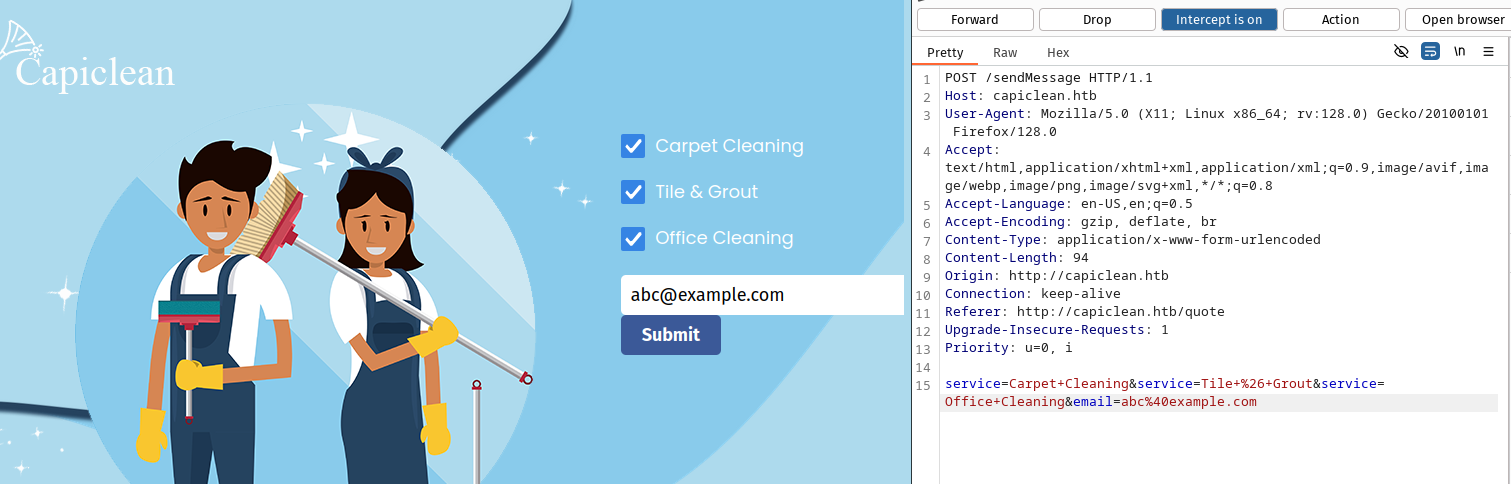 Capiclean
Carpet Cleaning
Tile & Grout
Office Cleaning
abc@example.com
Submit
Forward
Drop
Intercept is on
Action
Open browser
Pretty
Raw
Hex
\n
1 POST /sendMessage HTTP/1.1
2 Host: capiclean.htb
3 User-Agent: Mozilla/5.0 (X11; Linux x86_64; rv:128.0) Gecko/20100101
Firefox/128.0
4 Accept:
text/html,application/xhtml+xml,application/xml;q=0.9,image/avif,ima
ge/webp,image/png,image/svg+xml,*/*;q=0.8
5 Accept-Language: en-US,en;q=0.5
6 Accept-Encoding: gzip, deflate, br
7 Content-Type: application/x-www-form-urlencoded
8 Content-Length: 94
9 Origin: http://capiclean.htb
10 Connection: keep-alive
11 Referer: http://capiclean.htb/quote
12 Upgrade-Insecure-Requests: 1
13 Priority: u=0, i
14
15 service=Carpet+Cleaning&service=Tile+%26+Grout&service=
Office+Cleaning&email=abc%40example.com